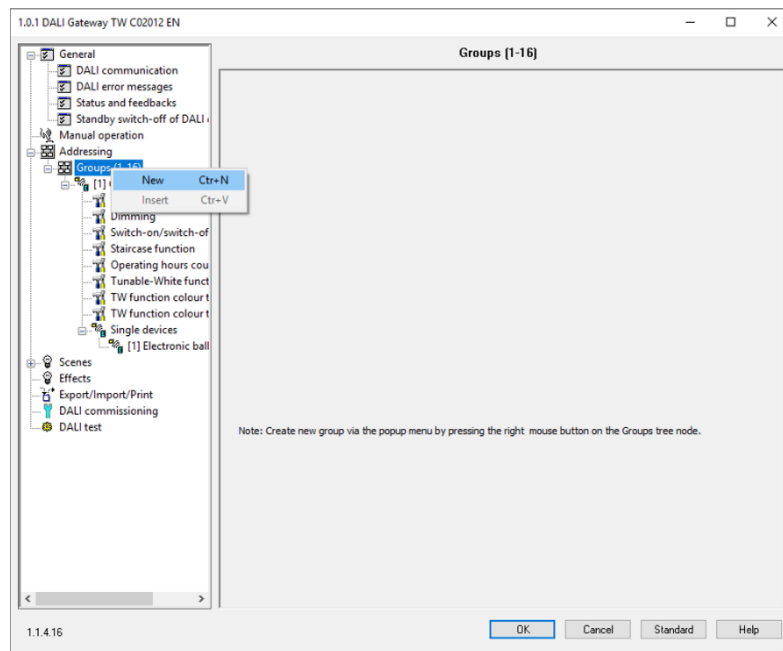 1.0.1 DALI Gateway TW C02012 EN
General
DALI communication
DALI error messages
Status and feedbacks
Standby switch-off of DALI
Manual operation
Addressing
Groups (1-16)
[1]
New Ctr+N
Insert Ctr+V
Dimming
Switch-on/switch-of
Staircase function
Operating hours cou
Tunable-White funct
TW function colour t
TW function colour t
Single devices
[1] Electronic ball
Scenes
Effects
Export/Import/Print
DALI commissioning
DALI test
Groups (1-16)
Note: Create new group via the popup menu by pressing the right mouse button on the Groups tree node.
1.1.4.16
OK Cancel Standard Help